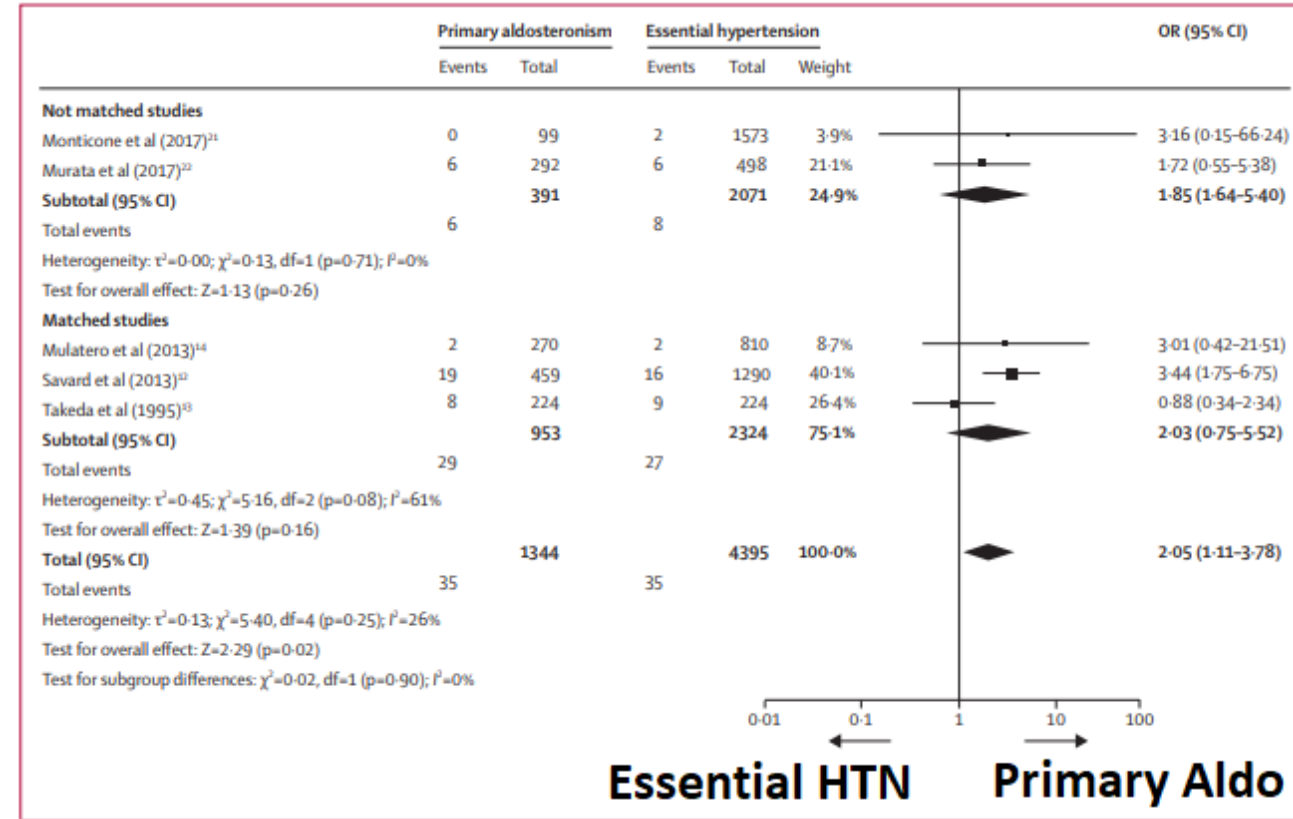 Primary aldosteronism Essential hypertension OR (95% CI)
Events Total Events Total Weight
Not matched studies
Monticone et al (2017)²¹ 0 99 2 1573 3·9% 3·16 (0·15–66·24)
Murata et al (2017)²² 6 292 6 498 21·1% 1·72 (0·55–5·38)
Subtotal (95% CI) 391 2071 24·9% 1·85 (1·64–5·40)
Total events 6 8
Heterogeneity: τ²=0·00; χ²=0·13, df=1 (p=0·71); I²=0%
Test for overall effect: Z=1·13 (p=0·26)
Matched studies
Mulatero et al (2013)¹⁴ 2 270 2 810 8·7% 3·01 (0·42–21·51)
Savard et al (2013)¹² 19 459 16 1290 40·1% 3·44 (1·75–6·75)
Takeda et al (1995)¹³ 8 224 9 224 26·4% 0·88 (0·34–2·34)
Subtotal (95% CI) 953 2324 75·1% 2·03 (0·75–5·52)
Total events 29 27
Heterogeneity: τ²=0·45; χ²=5·16, df=2 (p=0·08); I²=61%
Test for overall effect: Z=1·39 (p=0·16)
Total (95% CI) 1344 4395 100·0% 2·05 (1·11–3·78)
Total events 35 35
Heterogeneity: τ²=0·13; χ²=5·40, df=4 (p=0·25); I²=26%
Test for overall effect: Z=2·29 (p=0·02)
Test for subgroup differences: χ²=0·02, df=1 (p=0·90); I²=0%
0·01 0·1 1 10 100
Essential HTN Primary Aldo